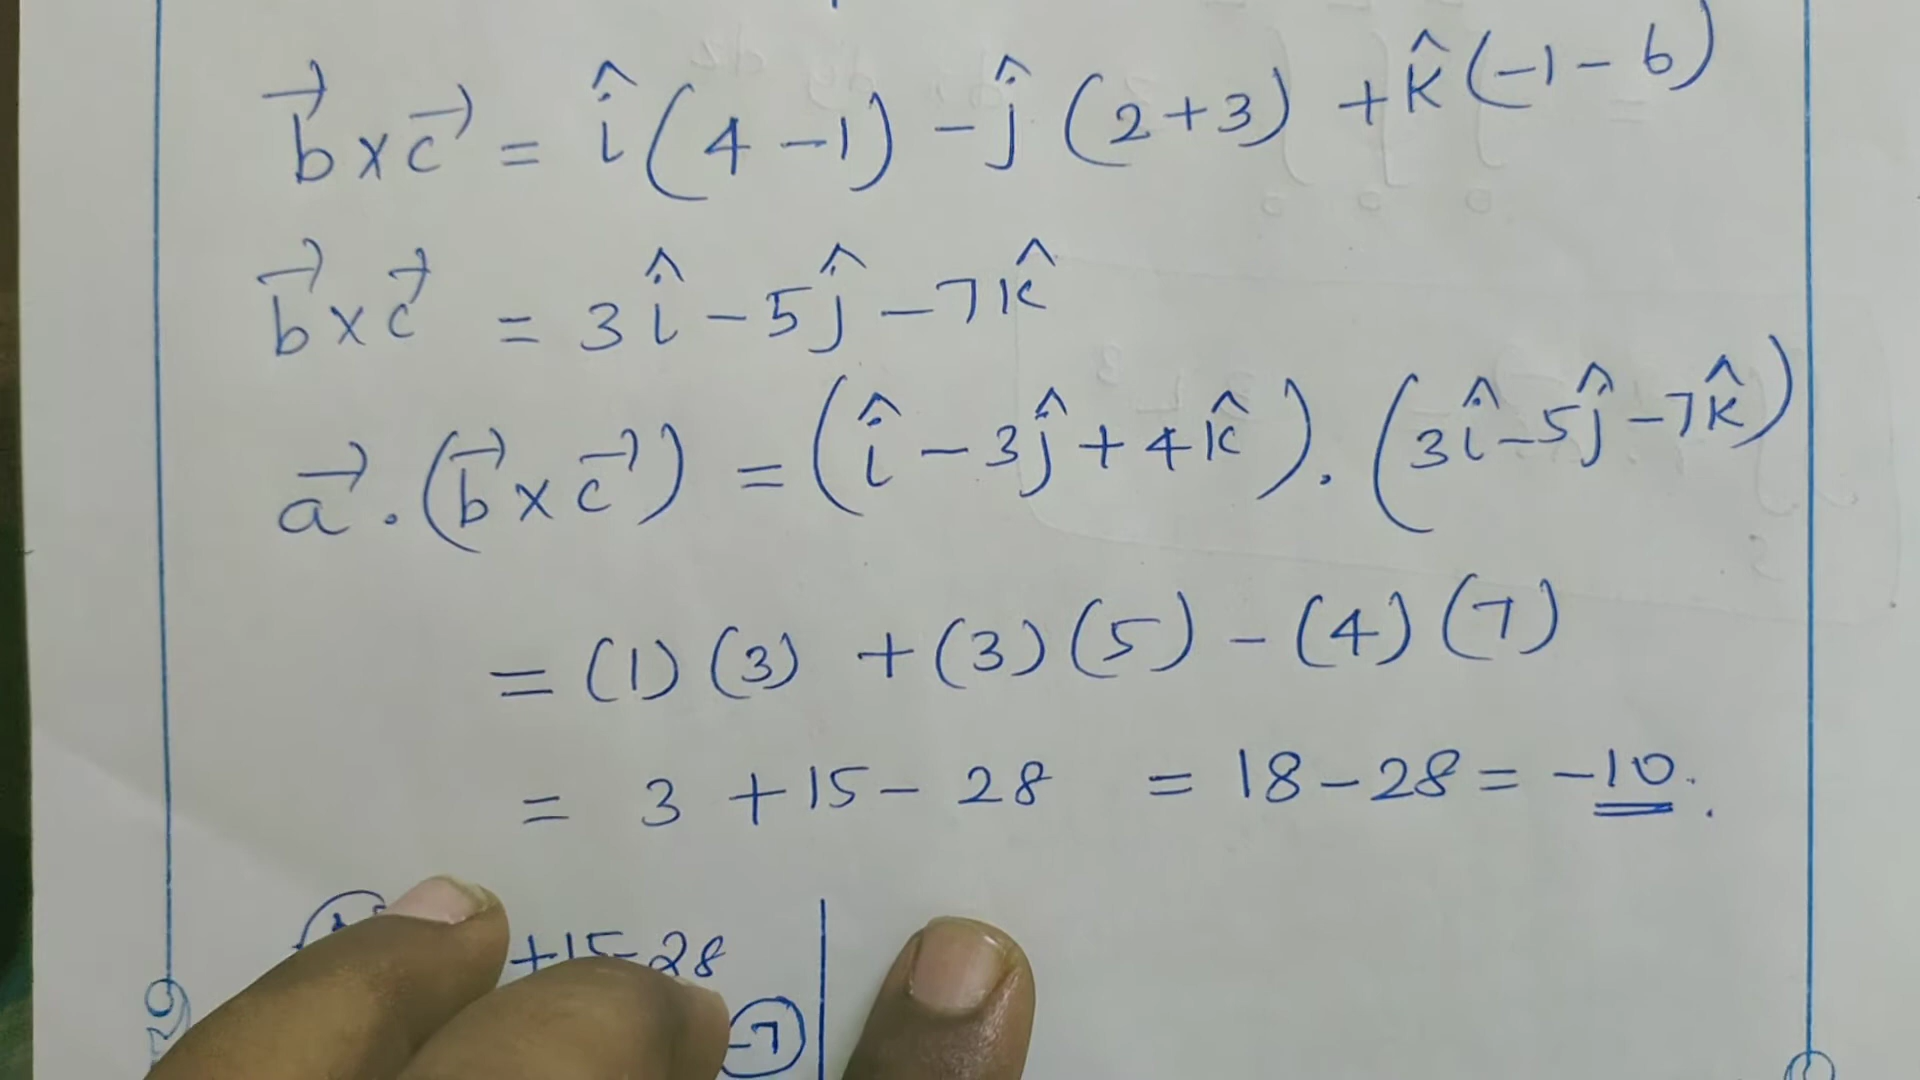 b⃗ × c⃗ = î(4 - 1) - ĵ(2 + 3) + k̂(-1 - 6)
b⃗ × c⃗ = 3î - 5ĵ - 7k̂
a⃗ . (b⃗ × c⃗) = (î - 3ĵ + 4k̂) . (3î - 5ĵ - 7k̂)
= (1)(3) + (3)(5) - (4)(7)
= 3 + 15 - 28 = 18 - 28 = -10.
+15-28
-7